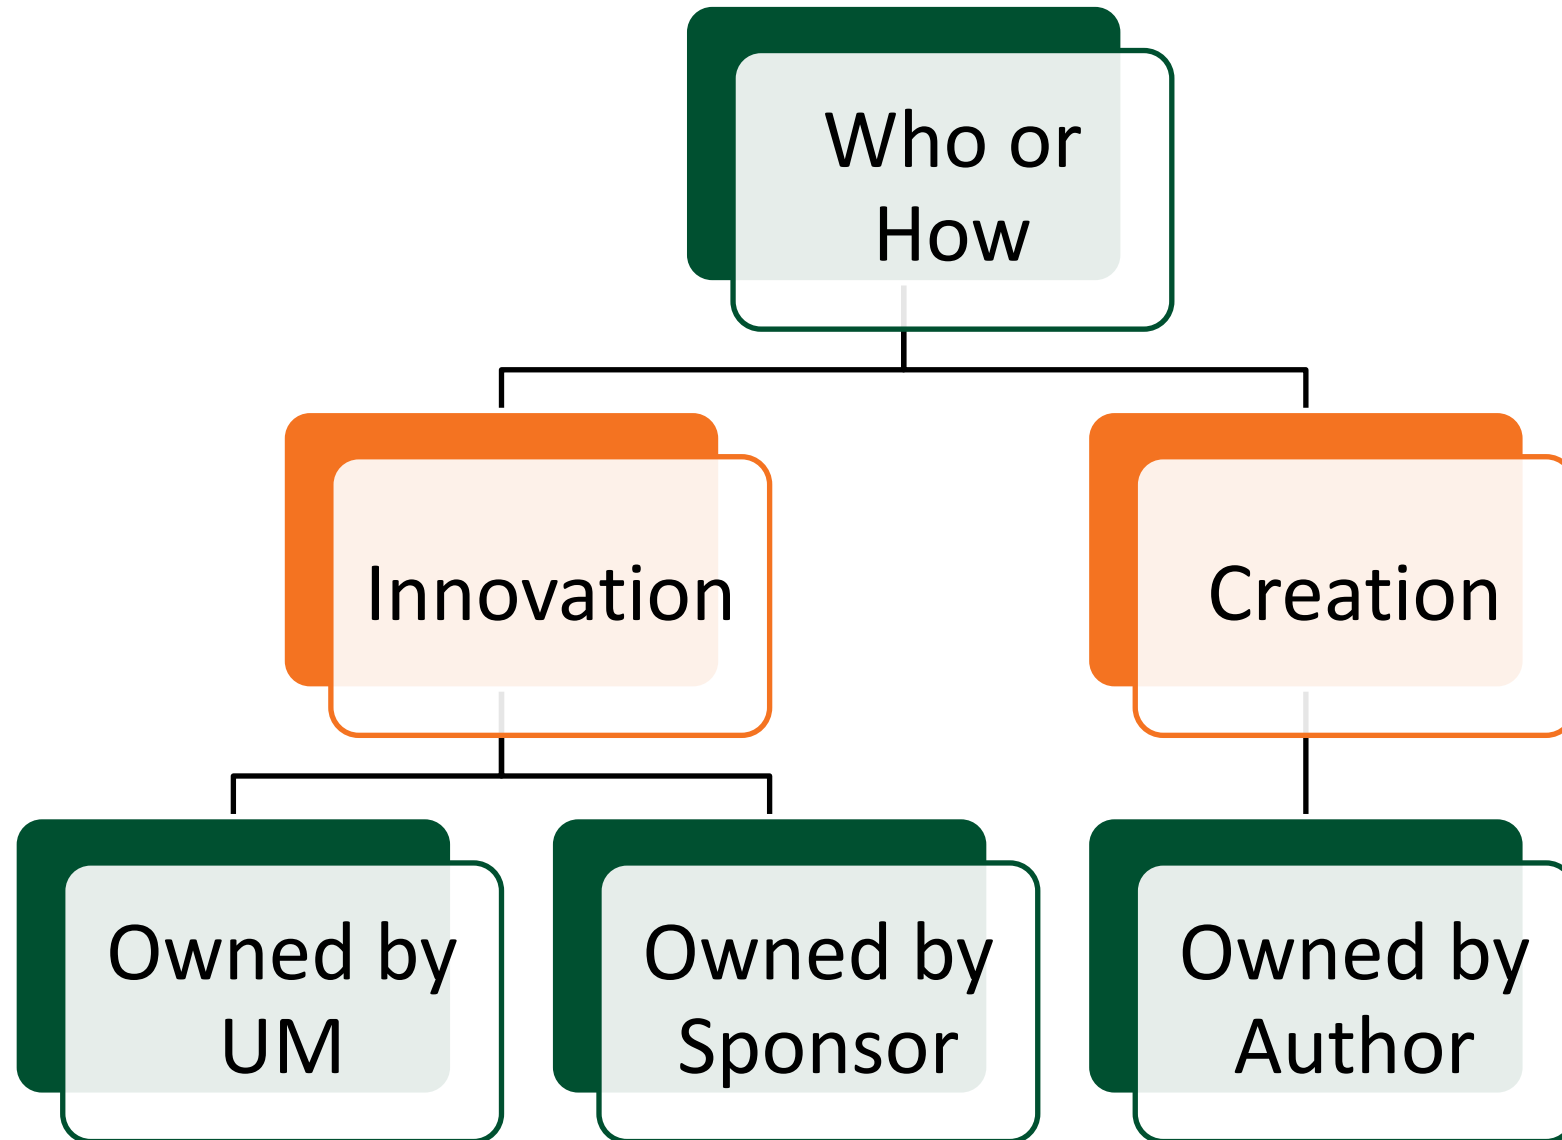 Who or
How
Innovation
Creation
Owned by
UM
Owned by
Sponsor
Owned by
Author